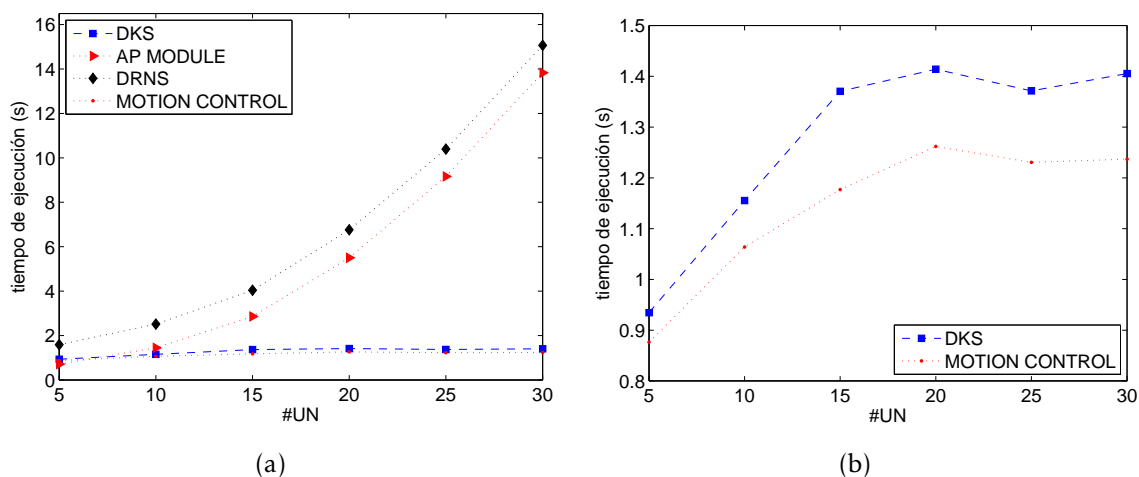 16
14
12
10
8
6
4
2
0
tiempo de ejecución (s)
DKS
AP MODULE
DRNS
MOTION CONTROL
5 10 15 20 25 30
#UN
(a)
1.5
1.4
1.3
1.2
1.1
1
0.9
0.8
tiempo de ejecución (s)
DKS
MOTION CONTROL
5 10 15 20 25 30
#UN
(b)